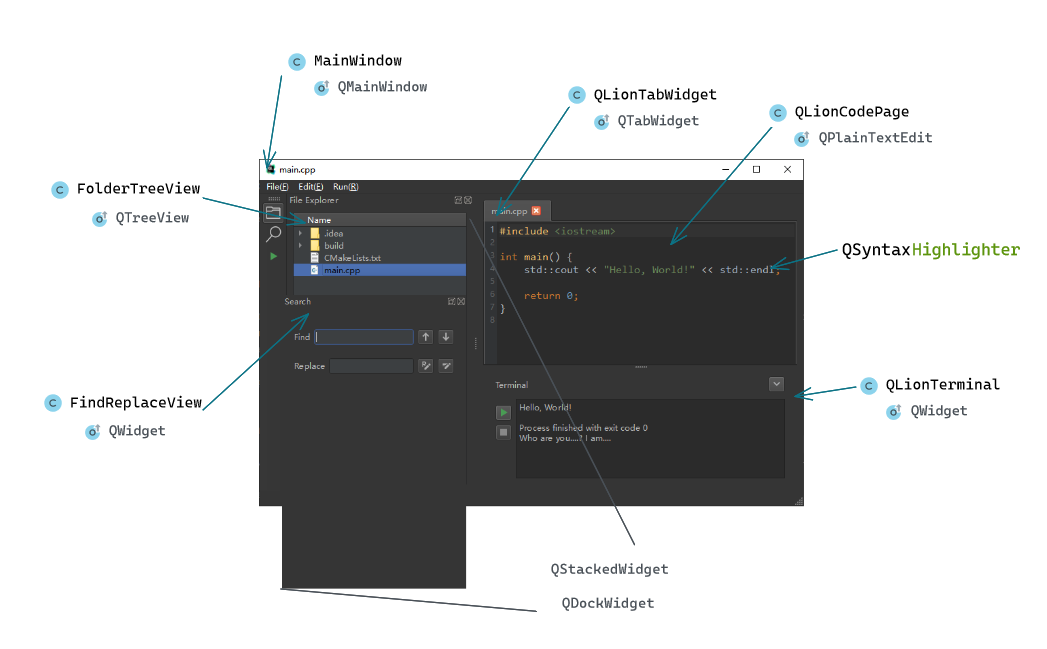 MainWindow
QMainWindow
QLionTabWidget
QTabWidget
QLionCodePage
QPlainTextEdit
FolderTreeView
QTreeView
main.cpp
File(F) Edit(E) Run(R)
File Explorer
Name
.idea
build
CMakeLists.txt
main.cpp
main.cpp
1 #include <iostream>
2
3 int main() {
4 std::cout << "Hello, World!" << std::endl;
5
6 return 0;
7 }
8
QSyntaxHighlighter
Search
Find
Replace
FindReplaceView
QWidget
Terminal
Hello, World!
Process finished with exit code 0
Who are you....! I am....
QLionTerminal
QWidget
QStackedWidget
QDockWidget